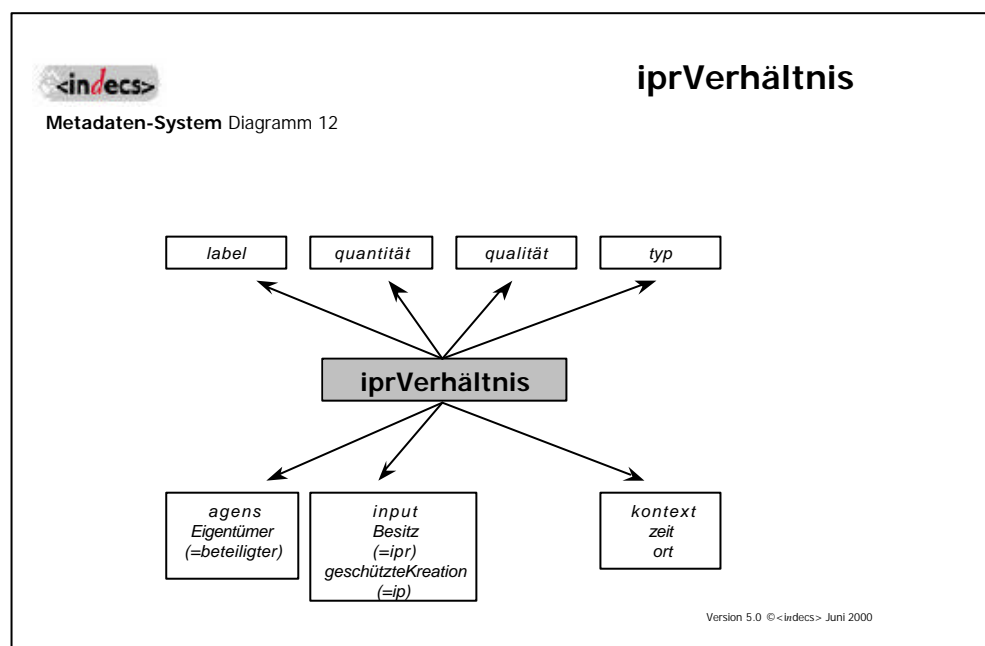 <indecs>
iprVerhältnis
Metadaten-System Diagramm 12
label
quantität
qualität
typ
iprVerhältnis
agens
Eigentümer
(=beteiligter)
input
Besitz
(=ipr)
geschützteKreation
(=ip)
kontext
zeit
ort
Version 5.0 ©<indecs> Juni 2000